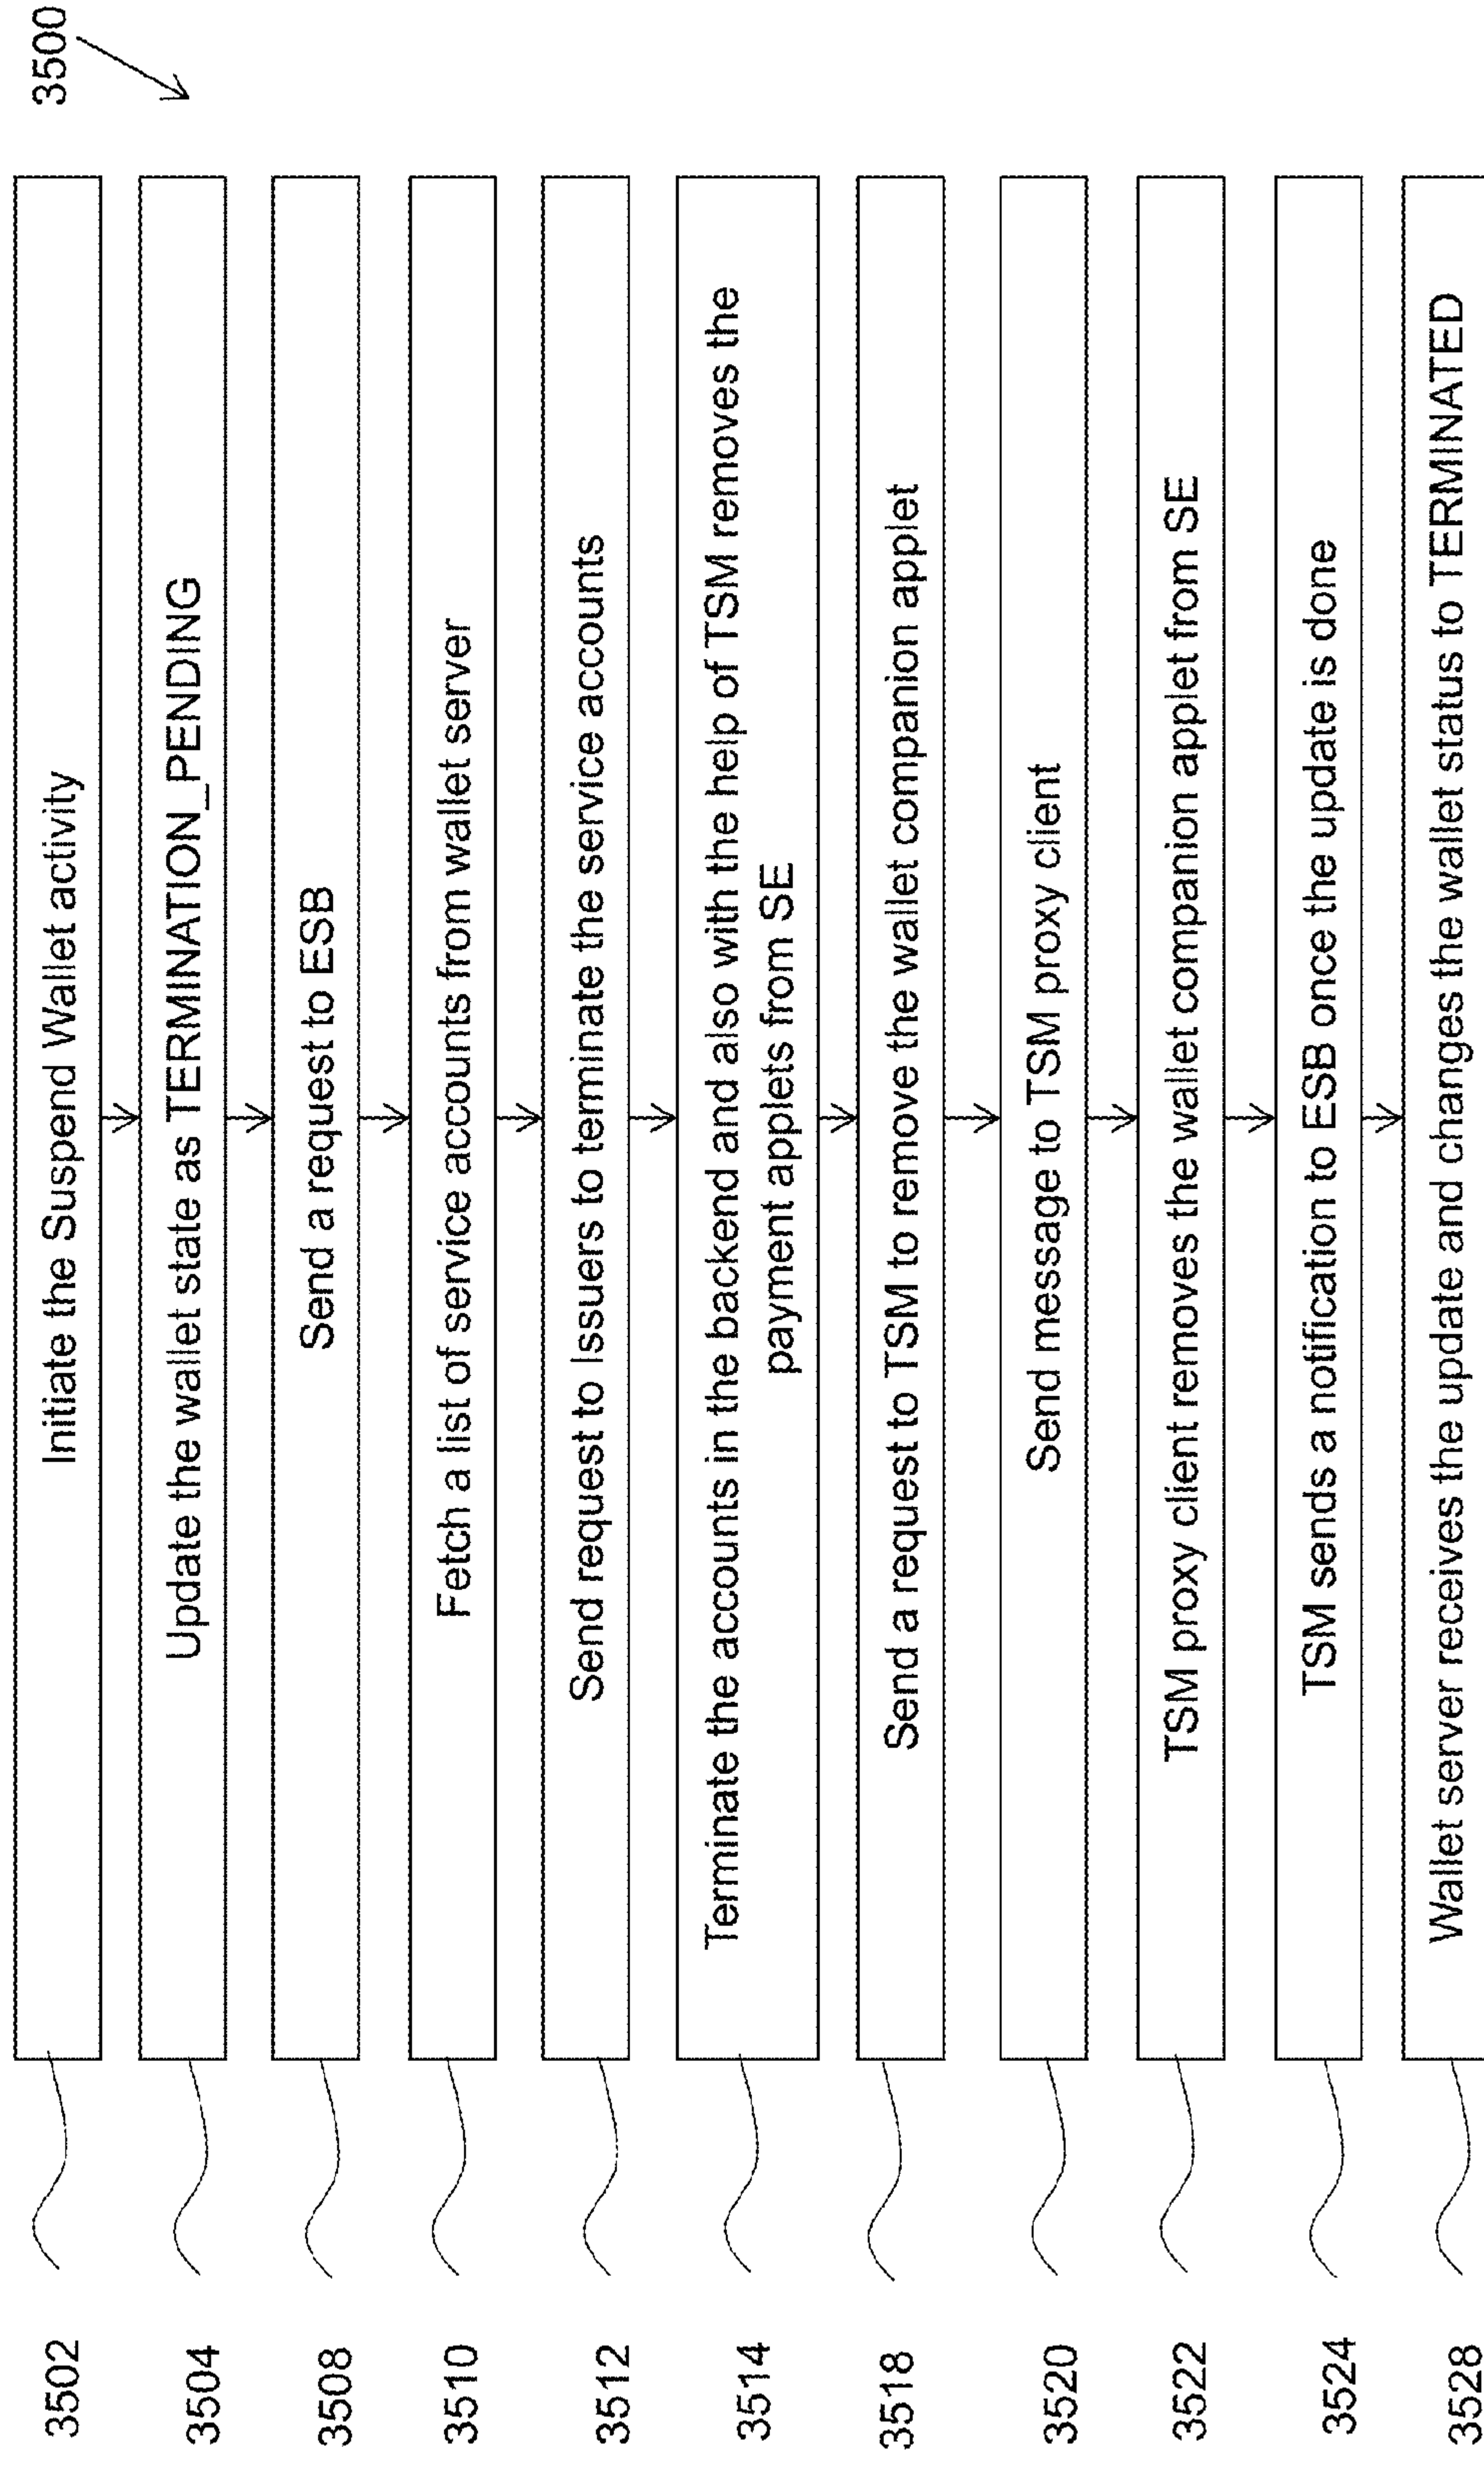 3500
3502 Initiate the Suspend Wallet activity
3504 Update the wallet state as TERMINATION_PENDING
3508 Send a request to ESB
3510 Fetch a list of service accounts from wallet server
3512 Send request to Issuers to terminate the service accounts
3514 Terminate the accounts in the backend and also with the help of TSM removes the
payment applets from SE
3518 Send a request to TSM to remove the wallet companion applet
3520 Send message to TSM proxy client
3522 TSM proxy client removes the wallet companion applet from SE
3524 TSM sends a notification to ESB once the update is done
3528 Wallet server receives the update and changes the wallet status to TERMINATED